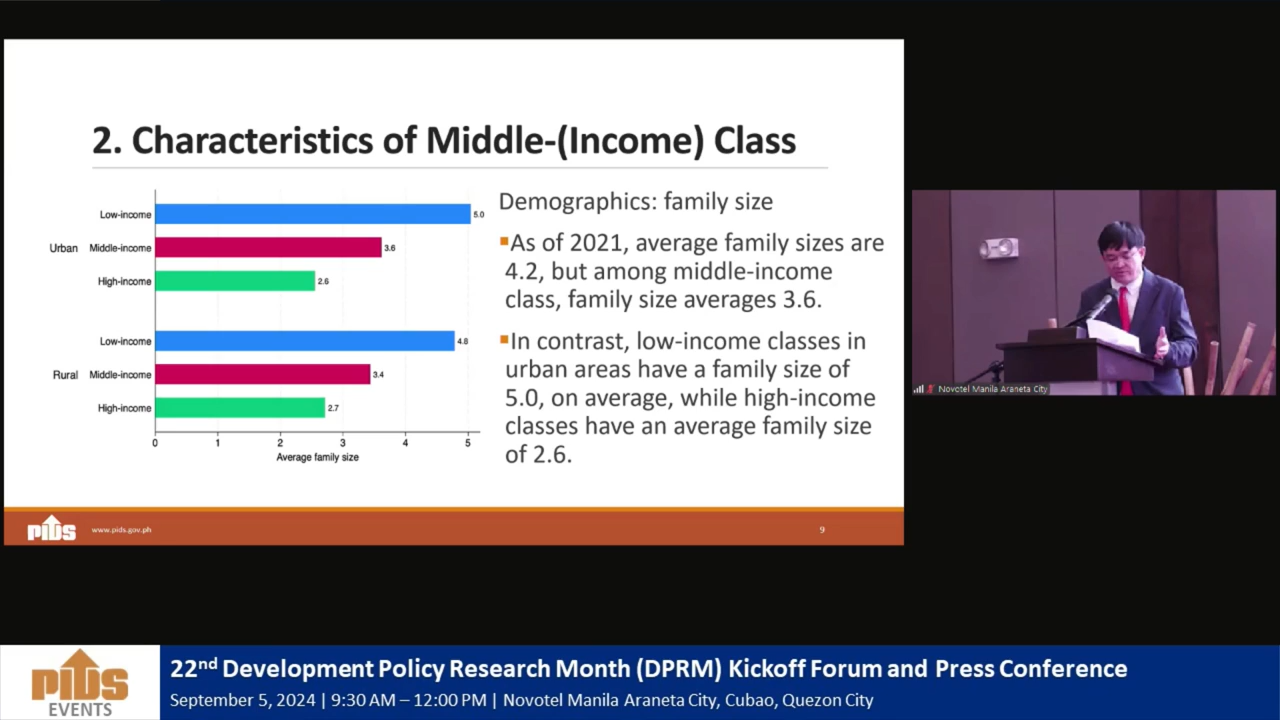 2. Characteristics of Middle-(Income) Class
Low-income 5.0
Urban Middle-income 3.6
High-income 2.6
Low-income 4.8
Rural Middle-income 3.4
High-income 2.7
0 1 2 3 4 5
Average family size
Demographics: family size
▪As of 2021, average family sizes are
4.2, but among middle-income
class, family size averages 3.6.
▪In contrast, low-income classes in
urban areas have a family size of
5.0, on average, while high-income
classes have an average family size
of 2.6.
PIDS www.pids.gov.ph 9
Novotel Manila Araneta City
PIDS
EVENTS
22nd Development Policy Research Month (DPRM) Kickoff Forum and Press Conference
September 5, 2024 | 9:30 AM – 12:00 PM | Novotel Manila Araneta City, Cubao, Quezon City